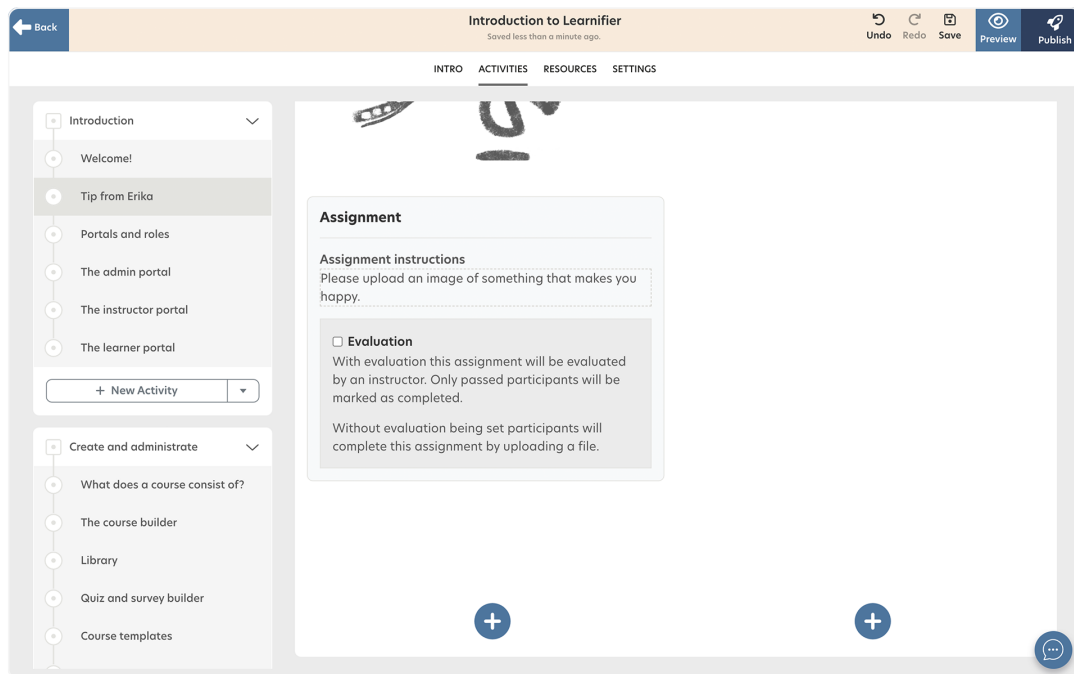 Back
Introduction to Learnifier
Saved less than a minute ago.
Undo
Redo
Save
Preview
Publish
INTRO
ACTIVITIES
RESOURCES
SETTINGS
Introduction
Welcome!
Tip from Erika
Portals and roles
The admin portal
The instructor portal
The learner portal
+ New Activity
Create and administrate
What does a course consist of?
The course builder
Library
Quiz and survey builder
Course templates
Assignment
Assignment instructions
Please upload an image of something that makes you
happy.
Evaluation
With evaluation this assignment will be evaluated
by an instructor. Only passed participants will be
marked as completed.
Without evaluation being set participants will
complete this assignment by uploading a file.